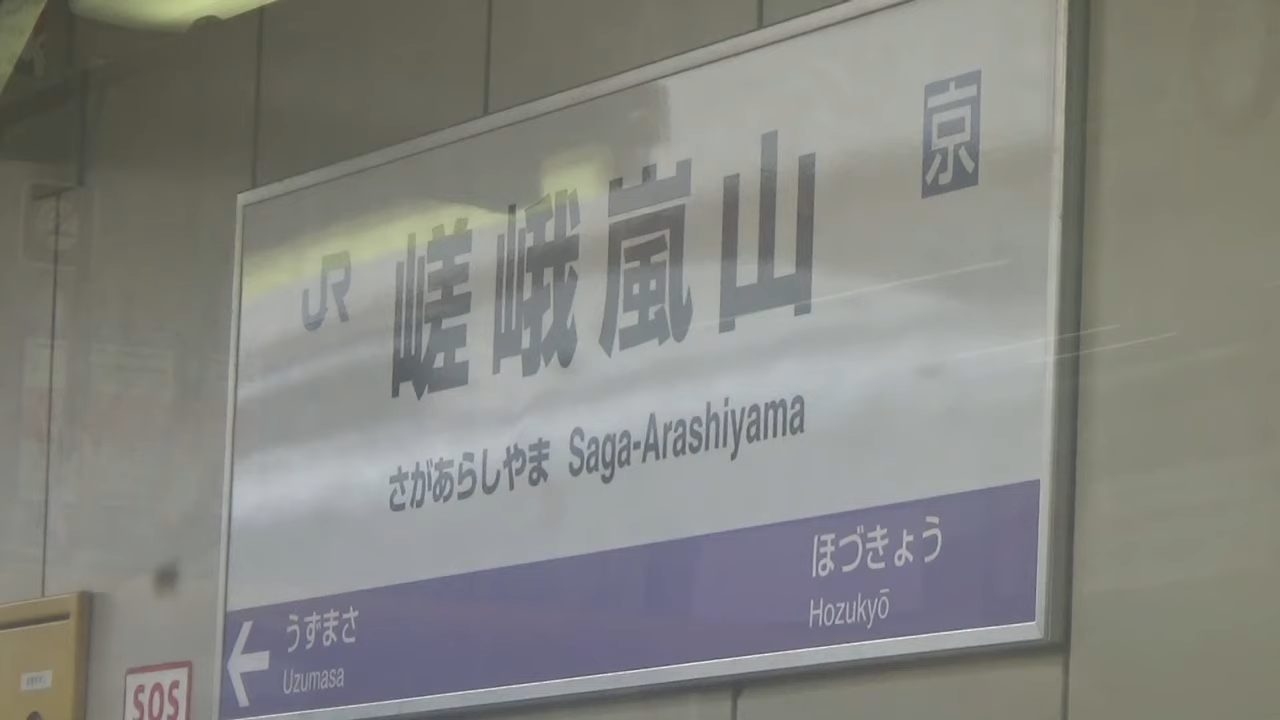 京
JR 嵯峨嵐山
さがあらしやま Saga-Arashiyama
ほづきょう
Hozukyō
うずまさ
Uzumasa
SOS